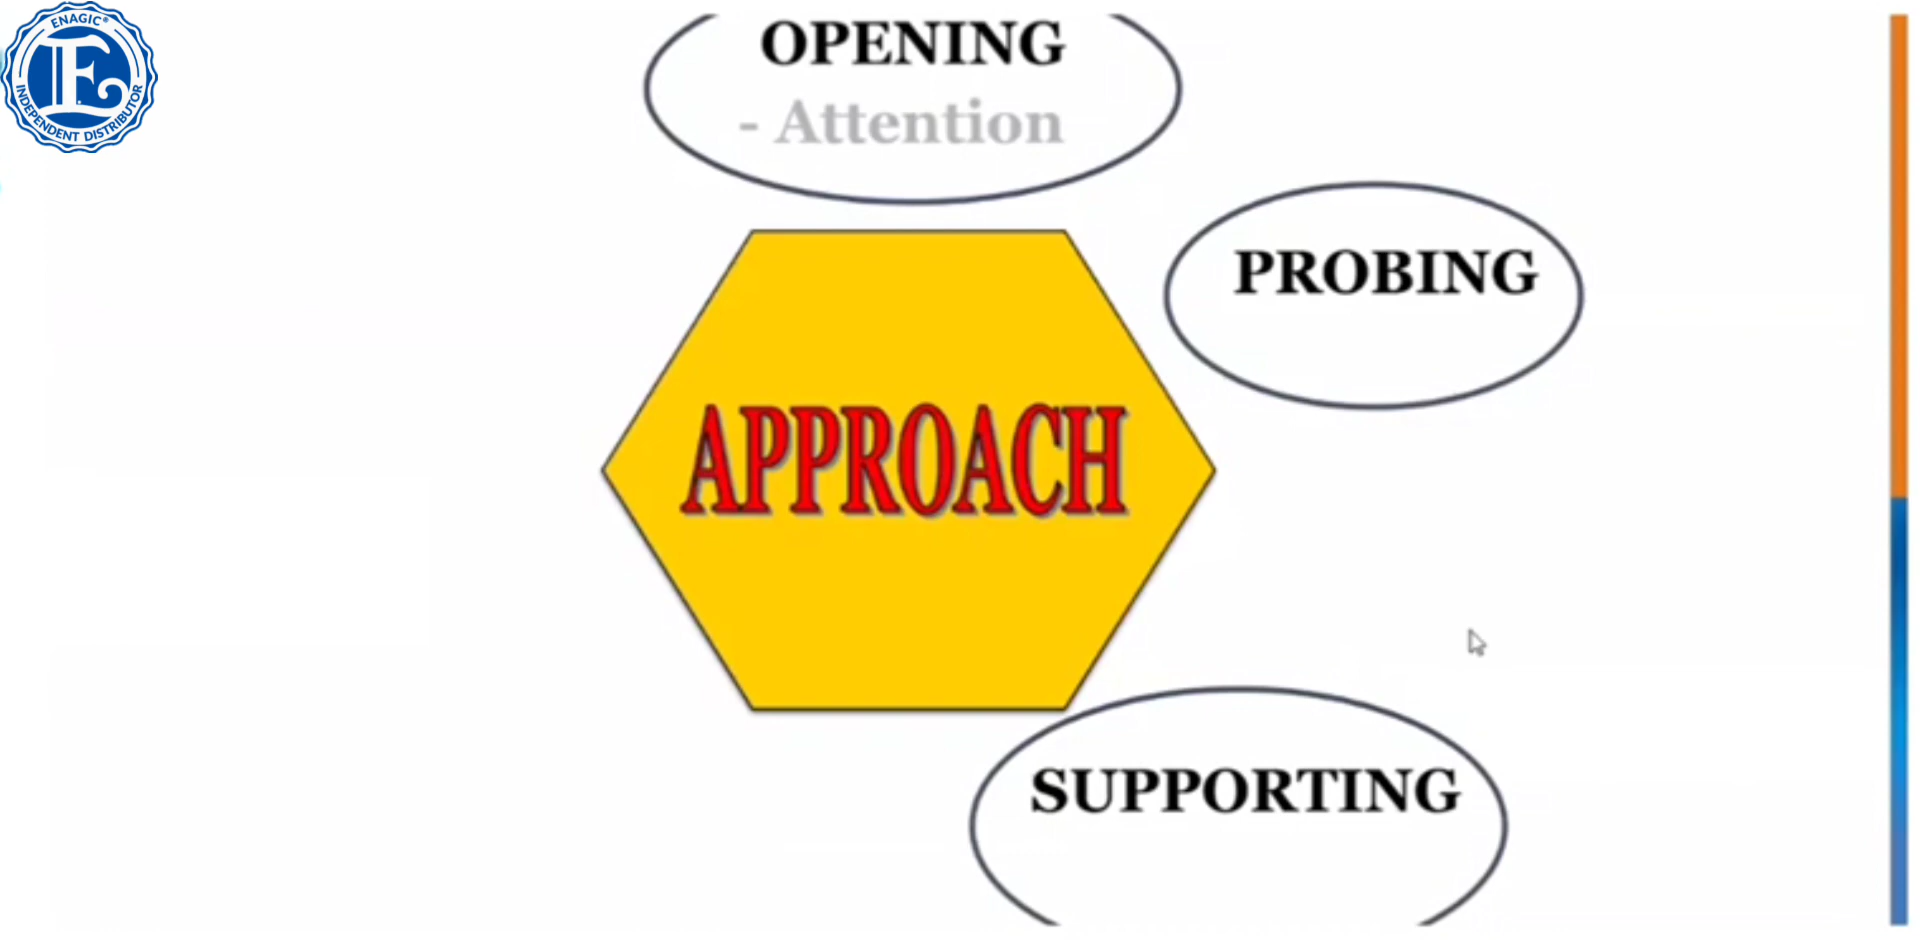 ENAGIC®
E
INDEPENDENT DISTRIBUTOR
OPENING
- Attention
PROBING
APPROACH
SUPPORTING